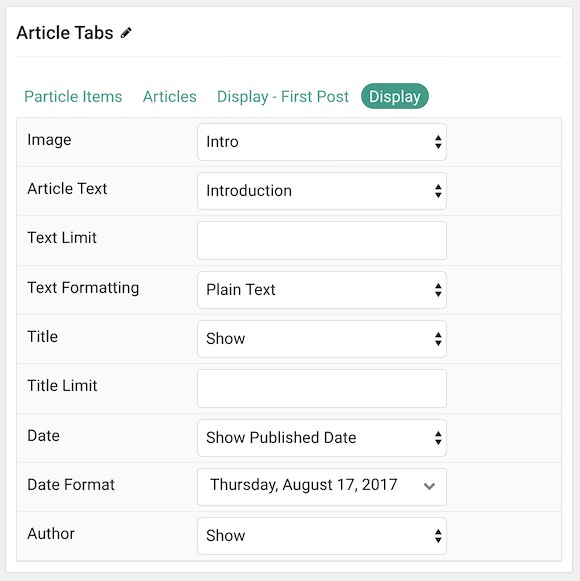 Article Tabs
Particle Items Articles Display - First Post Display
Image Intro
Article Text Introduction
Text Limit
Text Formatting Plain Text
Title Show
Title Limit
Date Show Published Date
Date Format Thursday, August 17, 2017
Author Show